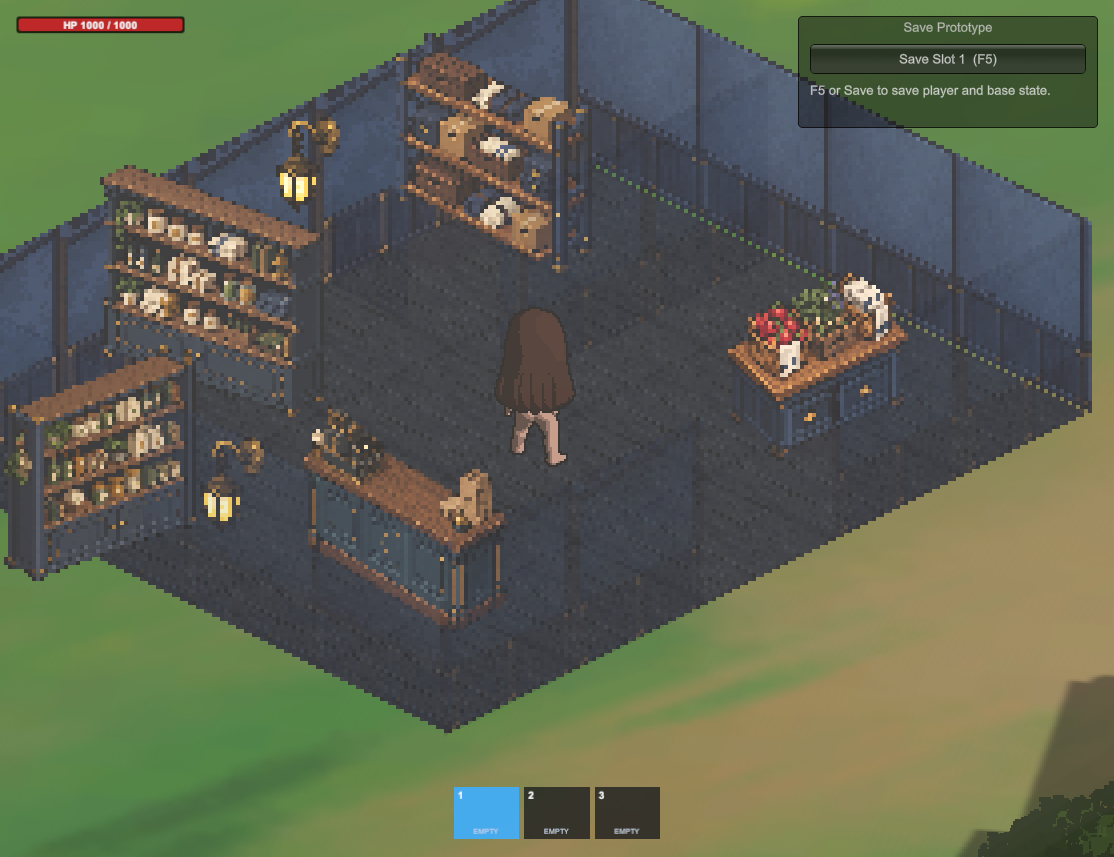 HP 1000 / 1000
Save Prototype
Save Slot 1 (F5)
F5 or Save to save player and base state.
1
EMPTY
2
EMPTY
3
EMPTY